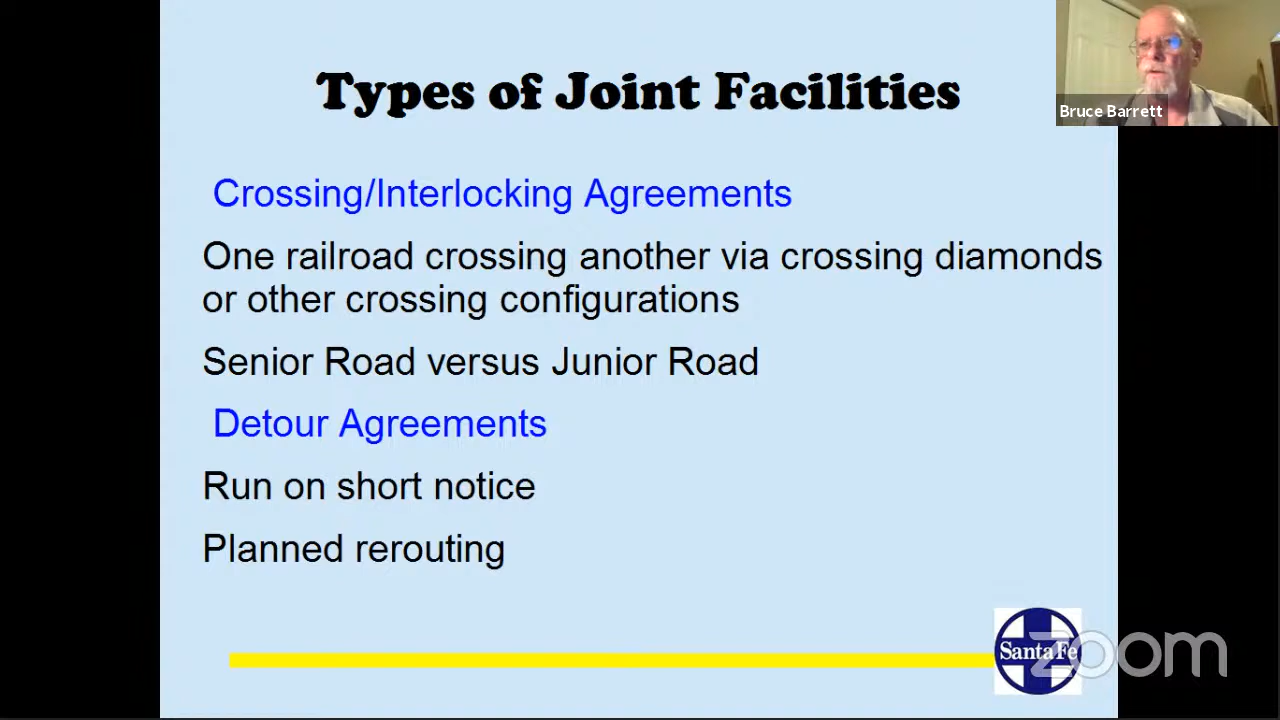 Types of Joint Facilities
Bruce Barrett
Crossing/Interlocking Agreements
One railroad crossing another via crossing diamonds
or other crossing configurations
Senior Road versus Junior Road
Detour Agreements
Run on short notice
Planned rerouting
Santa Fe
zoom